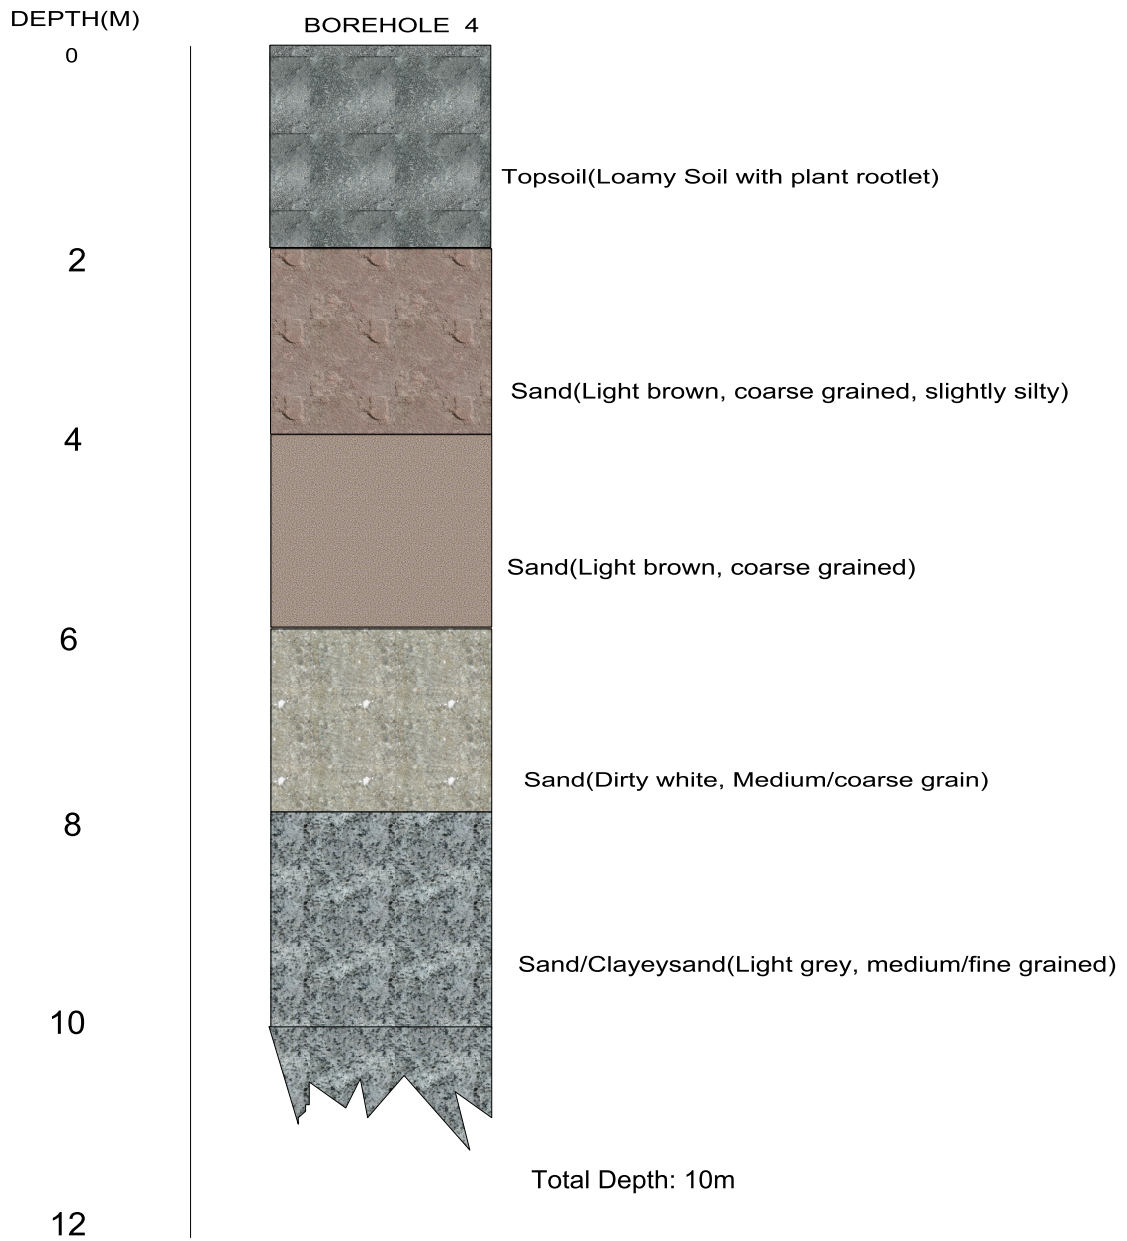 DEPTH(M)
BOREHOLE 4
0
Topsoil(Loamy Soil with plant rootlet)
2
Sand(Light brown, coarse grained, slightly silty)
4
Sand(Light brown, coarse grained)
6
Sand(Dirty white, Medium/coarse grain)
8
Sand/Clayeysand(Light grey, medium/fine grained)
10
Total Depth: 10m
12